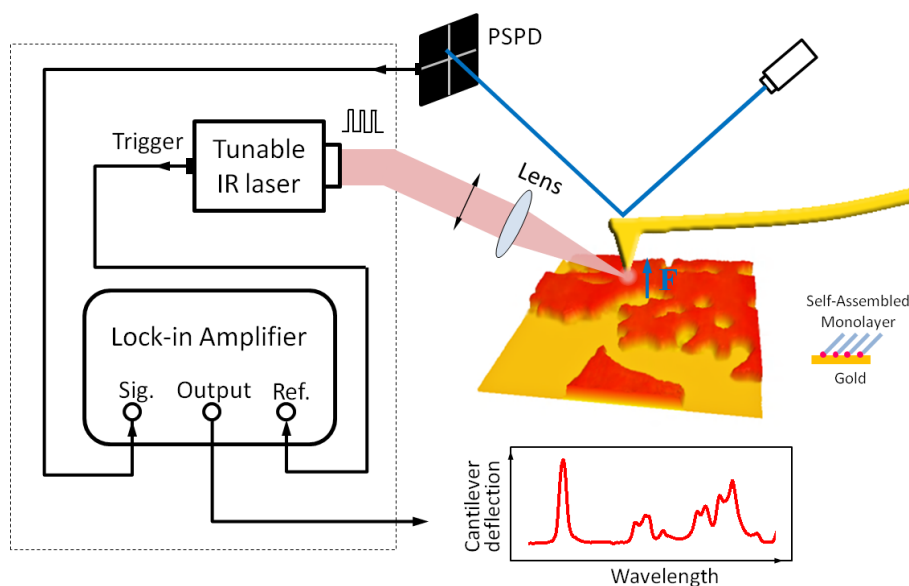 PSPD
Trigger
Tunable
IR laser
Lens
F
Lock-in Amplifier
Sig.
Output
Ref.
Self-Assembled
Monolayer
Gold
Cantilever
deflection
Wavelength